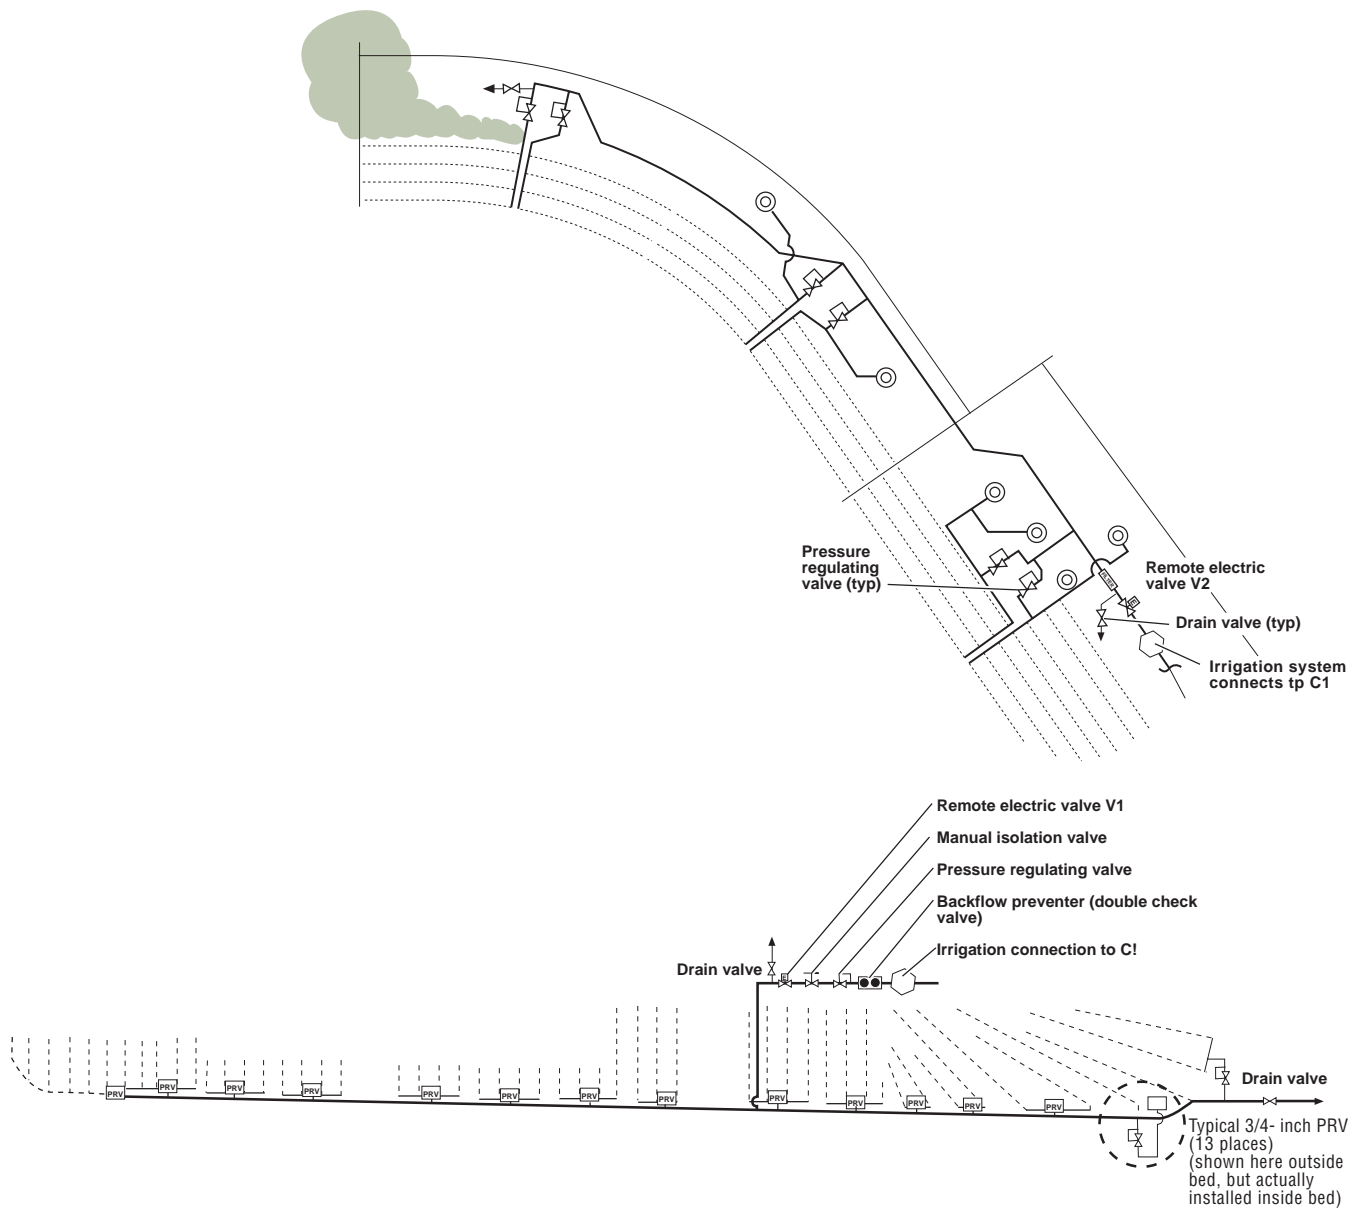 Pressure
regulating
valve (typ)
Remote electric
valve V2
FILTER
E
Drain valve (typ)
Irrigation system
connects tp C1
Remote electric valve V1
Manual isolation valve
Pressure regulating valve
Backflow preventer (double check
valve)
Irrigation connection to C!
Drain valve
E
Drain valve
PRV
PRV
PRV
PRV
PRV
PRV
PRV
PRV
PRV
PRV
PRV
PRV
PRV
Typical 3/4- inch PRV
(13 places)
(shown here outside
bed, but actually
installed inside bed)